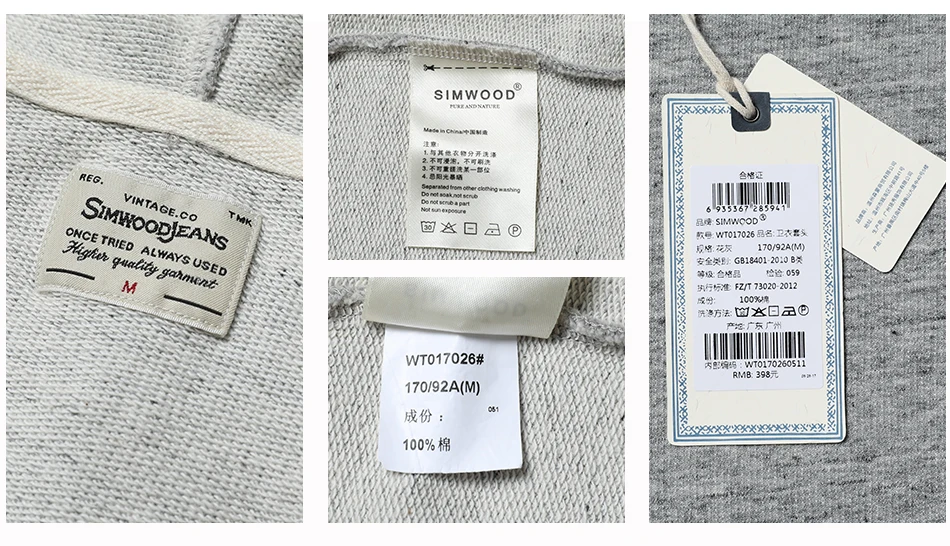 REG.
VINTAGE.CO
TMK
SIMWOODJEANS
ONCE TRIED ALWAYS USED
Higher quality garment
M
SIMWOOD®
PURE AND NATURE
Made in China/中国制造
注意:
1. 与其他衣物分开洗涤
2. 不可浸泡，不可刷洗
3. 不可重搓洗某一部位
4. 忌阳光暴晒
Separated from other clothing washing
Do not soak,not scrub
Do not scrub a part
Not sun exposure
30
P
SIMWOOD
WT017026#
170/92A(M)
成份：
051
100%棉
合格证
6 935367 285941
品牌: SIMWOOD®
款号: WT017026 品名: 卫衣套头
规格: 花灰 170/92A(M)
安全类别: GB18401-2010 B类
等级: 合格品 检验: 059
执行标准: FZ/T 73020-2012
成份: 100%棉
洗涤方法:
P
产地: 广东 广州
内部编码: WT0170260511
RMB: 398元